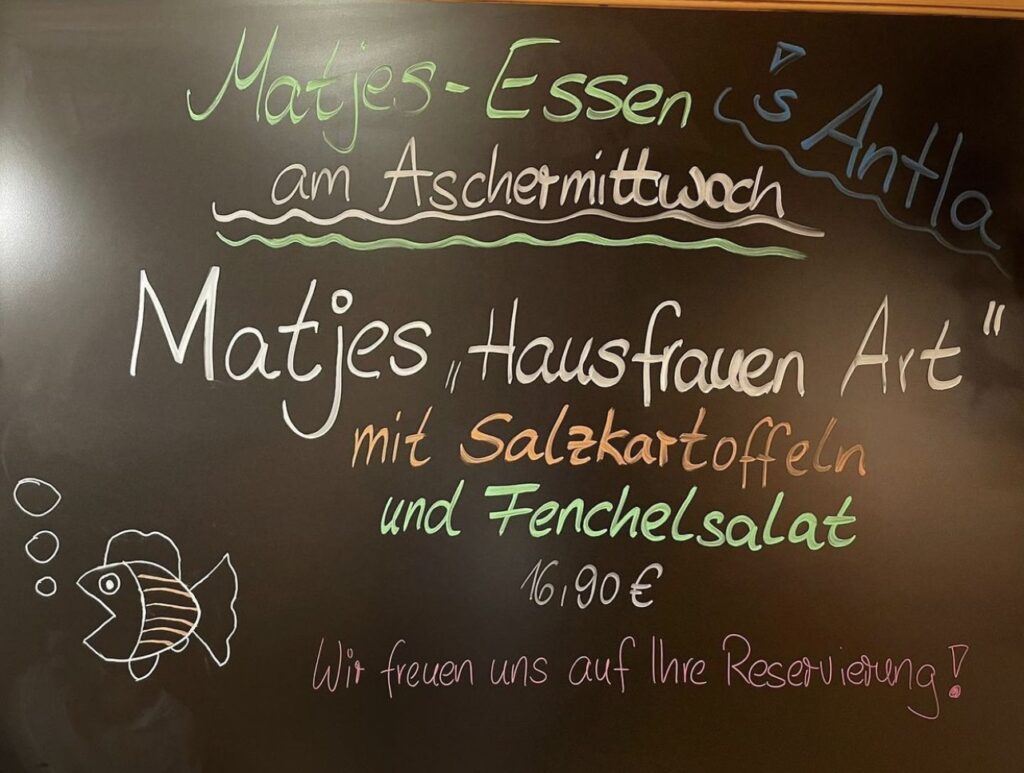 Matjes-Essen
's Antla
am Aschermittwoch
Matjes „Hausfrauen Art"
mit Salzkartoffeln
und Fenchelsalat
16,90 €
Wir freuen uns auf Ihre Reservierung!